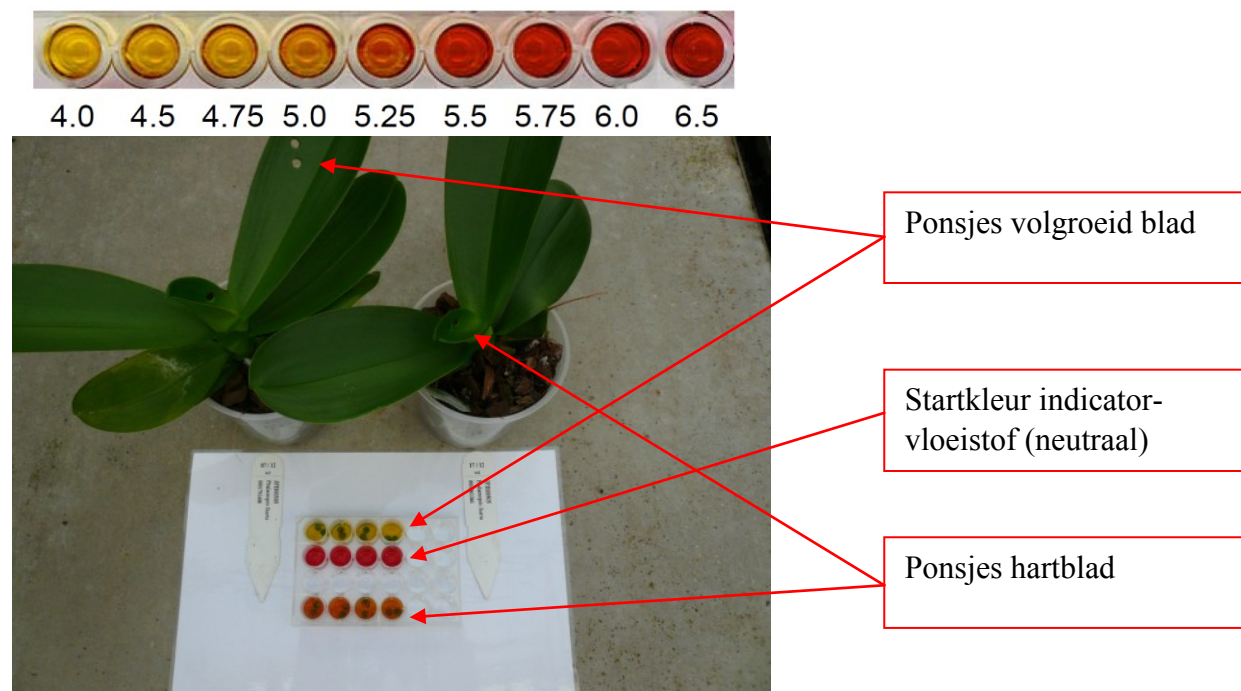 4.0 4.5 4.75 5.0 5.25 5.5 5.75 6.0 6.5
Ponsjes volgroeid blad
Startkleur indicator-
vloeistof (neutraal)
Ponsjes hartblad